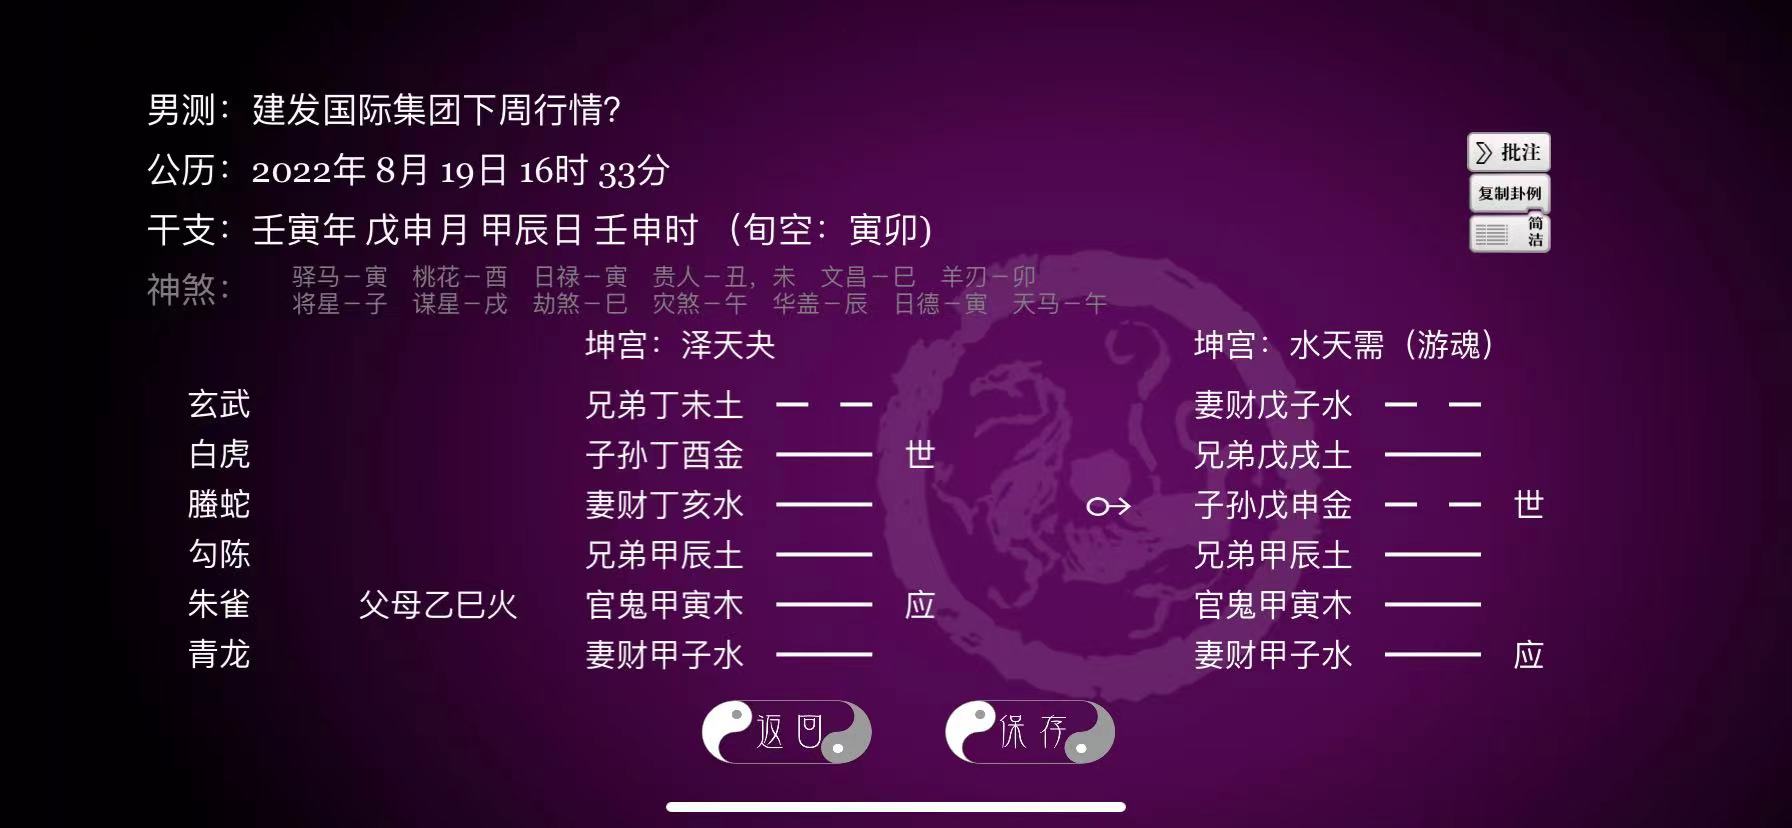 男测：建发国际集团下周行情?
公历：2022年 8月 19日 16时 33分
干支：壬寅年 戊申月 甲辰日 壬申时 （旬空：寅卯）
神煞：
驿马－寅 桃花－酉 日禄－寅 贵人－丑，未 文昌－巳 羊刃－卯
将星－子 谋星－戌 劫煞－巳 灾煞－午 华盖－辰 日德－寅 天马－午
批注
复制卦例
简洁
坤宫：泽天夬 坤宫：水天需（游魂）
玄武 兄弟丁未土 妻财戊子水
白虎 子孙丁酉金 世 兄弟戊戌土
螣蛇 妻财丁亥水 子孙戊申金 世
勾陈 兄弟甲辰土 兄弟甲辰土
朱雀 父母乙巳火 官鬼甲寅木 应 官鬼甲寅木
青龙 妻财甲子水 妻财甲子水 应
返回 保存